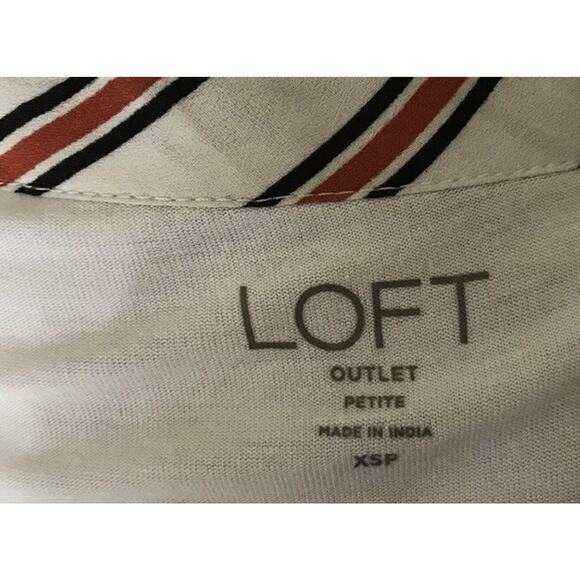 LOFT
OUTLET
PETITE
MADE IN INDIA
XSP